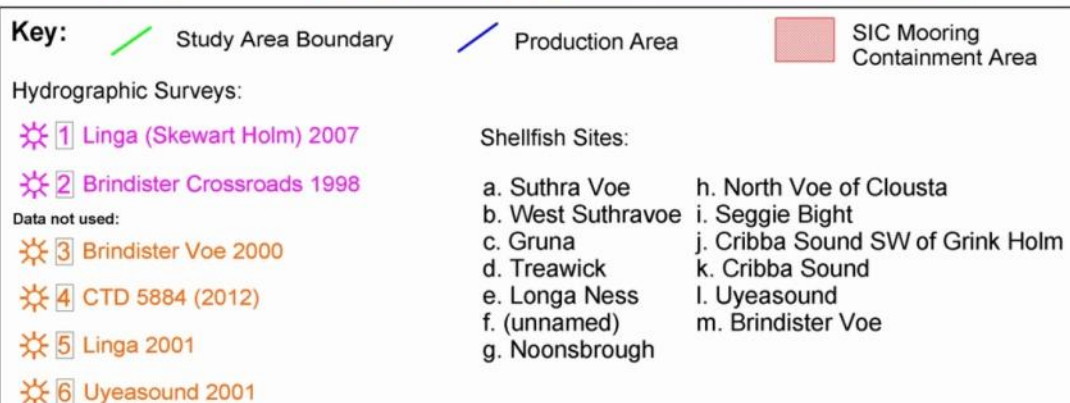 Key:
Study Area Boundary
Production Area
SIC Mooring
Containment Area
Hydrographic Surveys:
1 Linga (Skewart Holm) 2007
2 Brindister Crossroads 1998
Data not used:
3 Brindister Voe 2000
4 CTD 5884 (2012)
5 Linga 2001
6 Uyeasound 2001
Shellfish Sites:
a. Suthra Voe
b. West Suthravoe
c. Gruna
d. Treawick
e. Longa Ness
f. (unnamed)
g. Noonsbrough
h. North Voe of Clousta
i. Seggie Bight
j. Cribba Sound SW of Grink Holm
k. Cribba Sound
l. Uyeasound
m. Brindister Voe